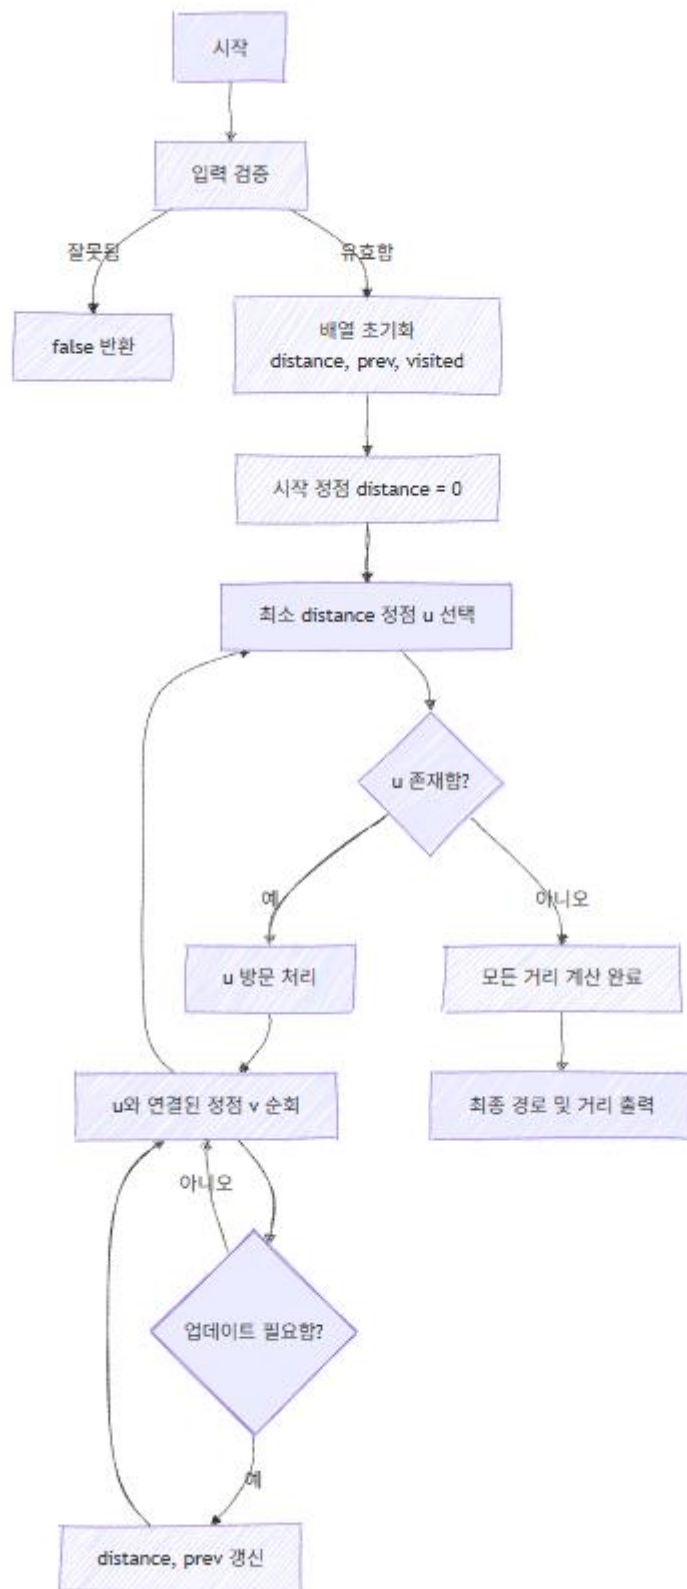 시작
입력 검증
잘못됨
유효함
false 반환
배열 초기화
distance, prev, visited
시작 정점 distance = 0
최소 distance 정점 u 선택
u 존재함?
예
아니오
u 방문 처리
모든 거리 계산 완료
u와 연결된 정점 v 순회
최종 경로 및 거리 출력
아니오
업데이트 필요함?
예
distance, prev 갱신